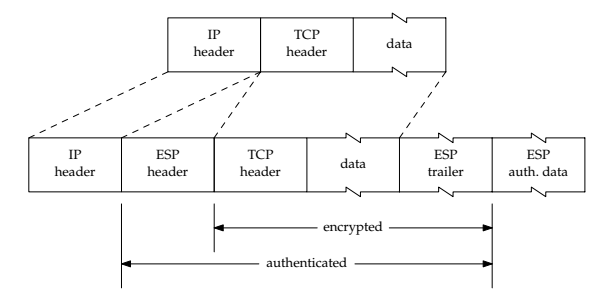 IP
header
TCP
header
data
IP
header
ESP
header
TCP
header
data
ESP
trailer
ESP
auth. data
encrypted
authenticated